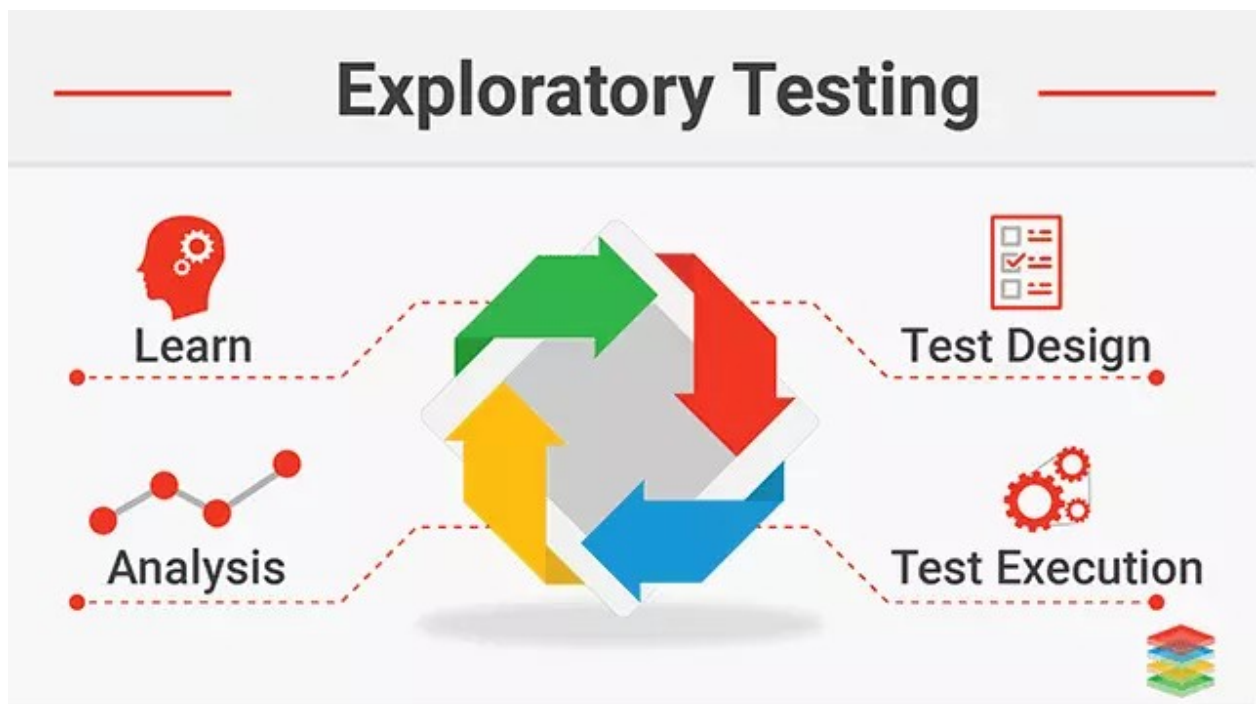 Exploratory Testing
Learn
Test Design
Analysis
Test Execution